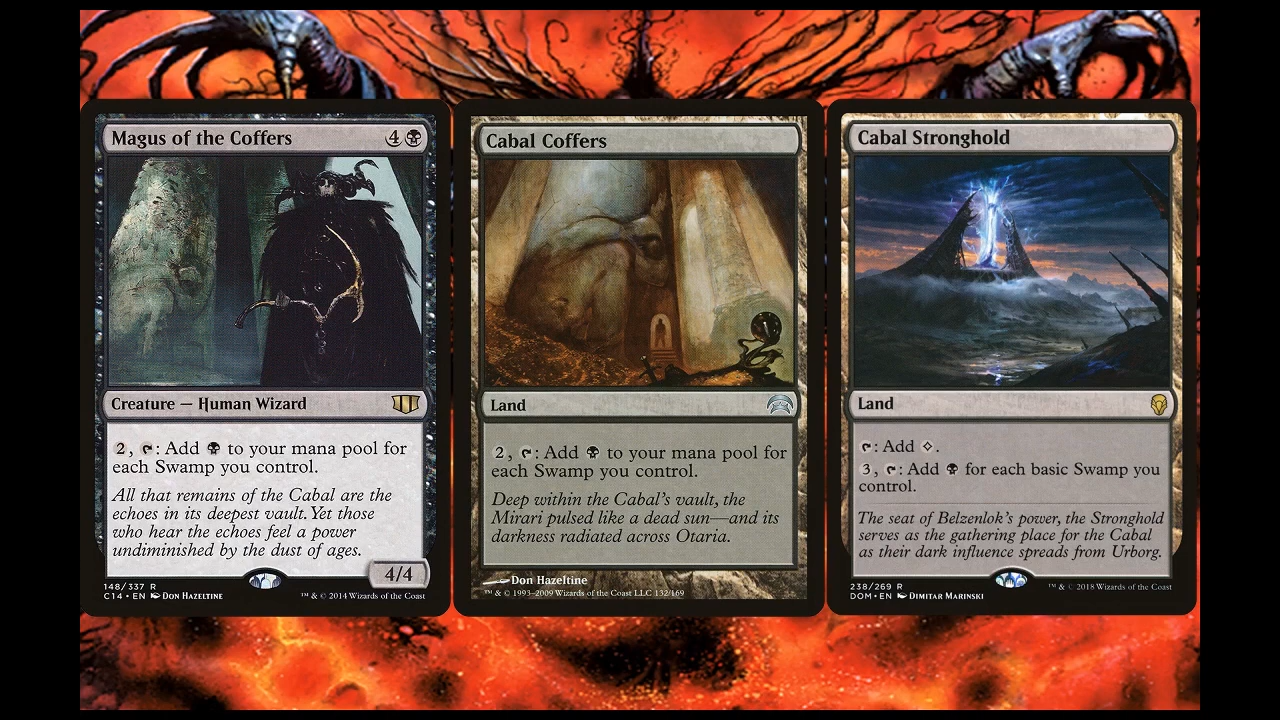 Magus of the Coffers 4
Creature — Human Wizard
2, : Add to your mana pool for
each Swamp you control.
All that remains of the Cabal are the
echoes in its deepest vault. Yet those
who hear the echoes feel a power
undiminished by the dust of ages.
4/4
148/337 R
C14 • EN Don Hazeltine
™ & © 2014 Wizards of the Coast
Cabal Coffers
Land
2, : Add to your mana pool for
each Swamp you control.
Deep within the Cabal's vault, the
Mirari pulsed like a dead sun—and its
darkness radiated across Otaria.
Don Hazeltine
™ & © 1993–2009 Wizards of the Coast LLC 132/169
Cabal Stronghold
Land
: Add .
3, : Add for each basic Swamp you
control.
The seat of Belzenlok's power, the Stronghold
serves as the gathering place for the Cabal
as their dark influence spreads from Urborg.
238/269 R
DOM • EN Dimitar Marinski
™ & © 2018 Wizards of the Coast